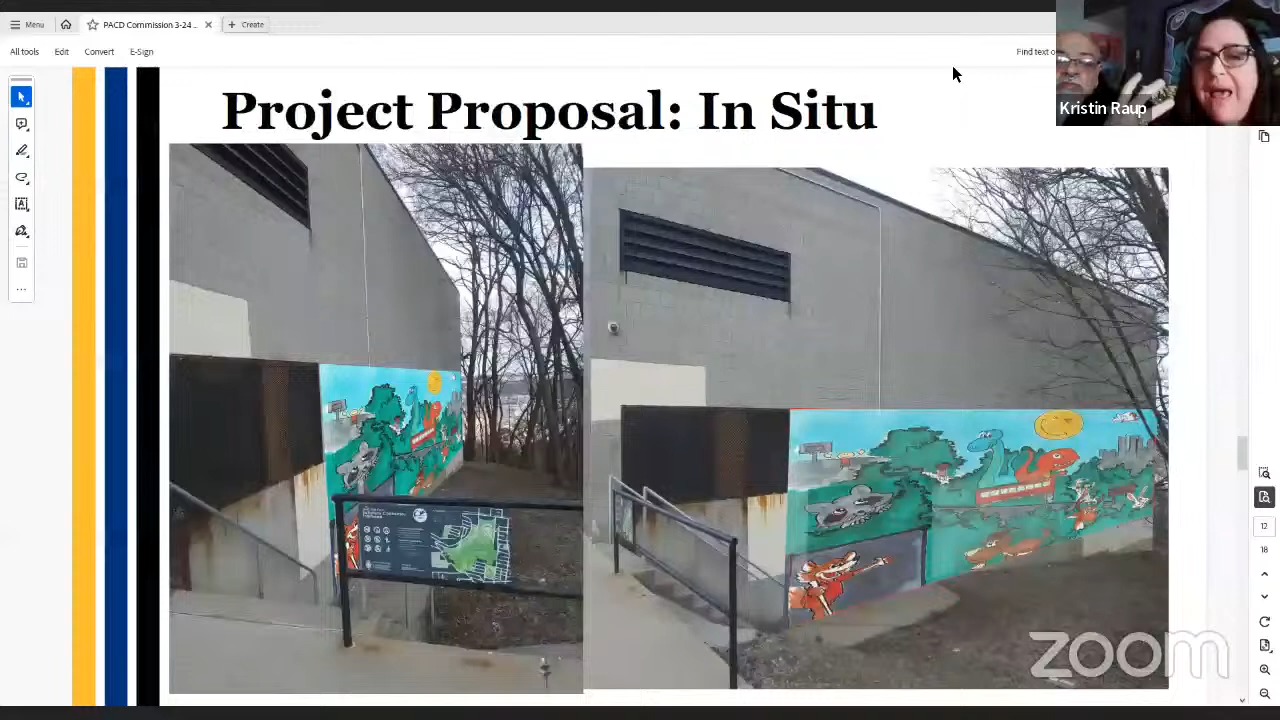 Menu
PACD Commission 3-24 ...
Create
All tools
Edit
Convert
E-Sign
Find text o
Kristin Raup
Project Proposal: In Situ
12
18
zoom